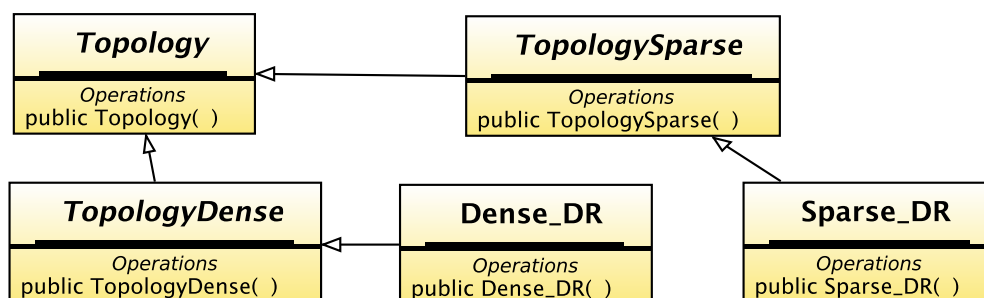 Topology
Operations
public Topology( )
TopologySparse
Operations
public TopologySparse( )
TopologyDense
Operations
public TopologyDense( )
Dense_DR
Operations
public Dense_DR( )
Sparse_DR
Operations
public Sparse_DR( )